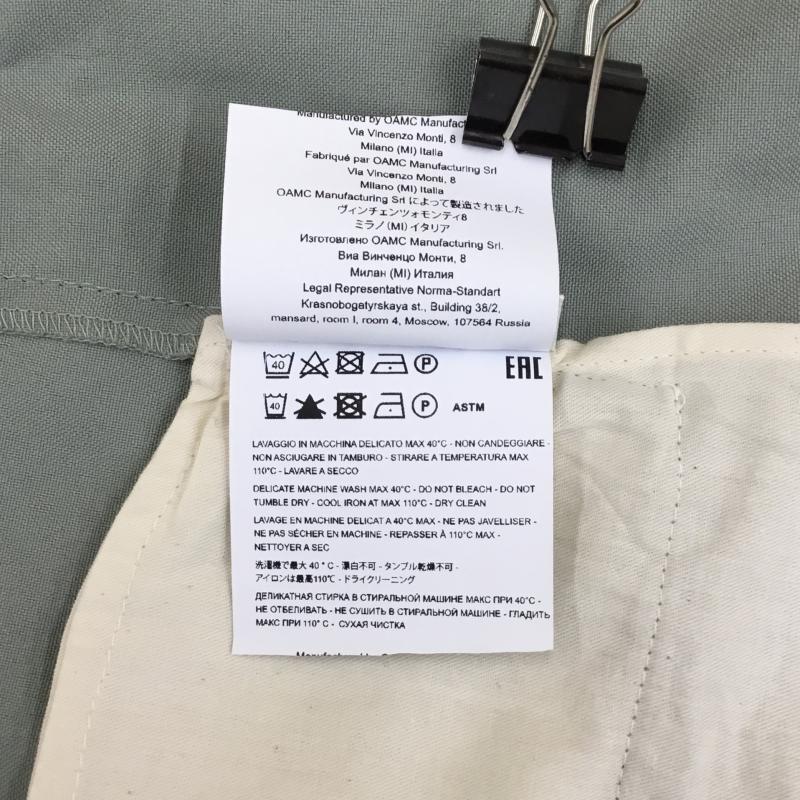 Manufactured by OAMC
Via Vincenzo Monti, 8
Milano (MI) Italia
Fabriqué par OAMC Manufacturing Srl
Via Vincenzo Monti, 8
Milano (MI) Italia
OAMC Manufacturing Srl によって製造されました
ヴィンチェンツォモンティ8
ミラノ(MI)イタリア
Изготовлено OAMC Manufacturing Srl.
Виа Винченцо Монти, 8
Милан (MI) Италия
Legal Representative Norma-Standart
Krasnobogatyrskaya st., Building 38/2,
mansard, room I, room 4, Moscow, 107564 Russia
40 P EAC
40 P ASTM
LAVAGGIO IN MACCHINA DELICATO MAX 40°C - NON CANDEGGIARE -
NON ASCIUGARE IN TAMBURO - STIRARE A TEMPERATURA MAX
110°C - LAVARE A SECCO
DELICATE MACHINE WASH MAX 40°C - DO NOT BLEACH - DO NOT
TUMBLE DRY - COOL IRON AT MAX 110°C - DRY CLEAN
LAVAGE EN MACHINE DELICAT A 40°C MAX - NE PAS JAVELLISER -
NE PAS SÉCHER EN MACHINE - REPASSER À 110°C MAX -
NETTOYER A SEC
洗濯機で最大 40 ° C - 漂白不可 - タンブル乾燥不可 -
アイロンは最高110℃ - ドライクリーニング
ДЕЛИКАТНАЯ СТИРКА В СТИРАЛЬНОЙ МАШИНЕ МАКС ПРИ 40°C -
НЕ ОТБЕЛИВАТЬ - НЕ СУШИТЬ В СТИРАЛЬНОЙ МАШИНЕ - ГЛАДИТЬ
МАКС ПРИ 110° C - СУХАЯ ЧИСТКА